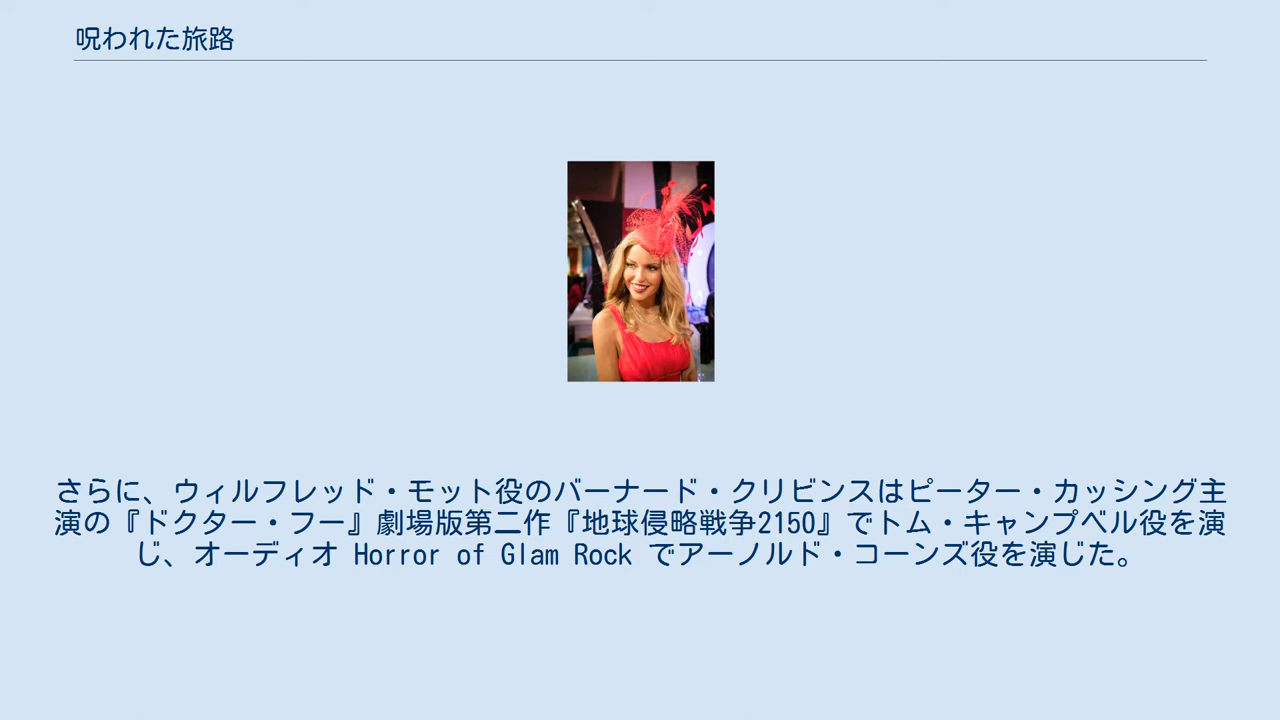 呪われた旅路
さらに、ウィルフレッド・モット役のバーナード・クリビンスはピーター・カッシング主
演の『ドクター・フー』劇場版第二作『地球侵略戦争2150』でトム・キャンプベル役を演
じ、オーディオ Horror of Glam Rock でアーノルド・コーンズ役を演じた。